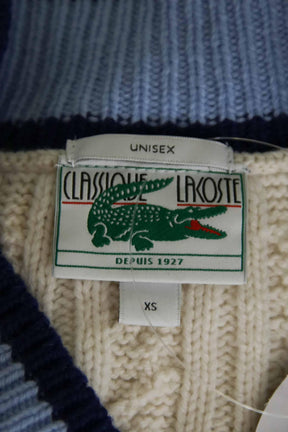 UNISEX
CLASSIQUE LACOSTE
DEPUIS 1927
XS